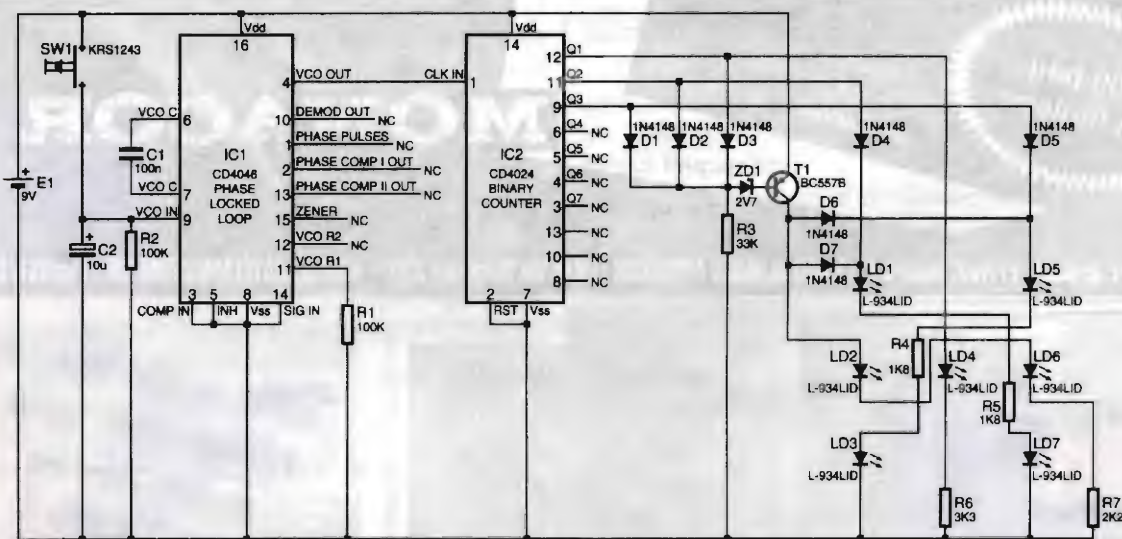 SW1 KRS1243
E1
9V
C1
100n
C2
10u
R2
100K
VCO C
6
VCO C
7
VCO IN
9
Vdd
16
IC1
CD4046
PHASE
LOCKED
LOOP
4 VCO OUT
10 DEMOD OUT NC
1 PHASE PULSES NC
2 PHASE COMP I OUT NC
13 PHASE COMP II OUT NC
15 ZENER NC
12 VCO R2 NC
11 VCO R1
3 5 8 14
COMP IN INH Vss SIG IN
R1
100K
Vdd
14
CLK IN
1
IC2
CD4024
BINARY
COUNTER
12 Q1
11 Q2
9 Q3
6 Q4 NC
5 Q5 NC
4 Q6 NC
3 Q7 NC
13 NC
10 NC
8 NC
2 7
RST Vss
1N4148
D1
D2
1N4148
D3
1N4148
D4
1N4148
D5
ZD1
2V7
T1
BC557B
R3
33K
D6
1N4148
D7
1N4148
LD1
L-934LID
LD5
L-934LID
R4
1K8
LD2
L-934LID
LD4
L-934LID
LD6
L-934LID
R5
1K8
LD3
L-934LID
LD7
L-934LID
R6
3K3
R7
2K2